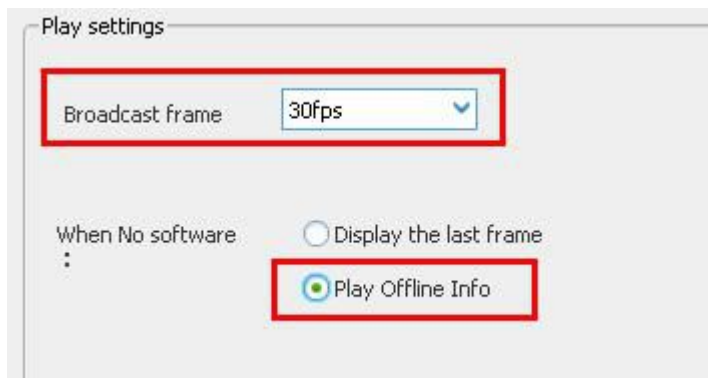 Play settings
Broadcast frame 30fps
When No software Display the last frame
:
Play Offline Info